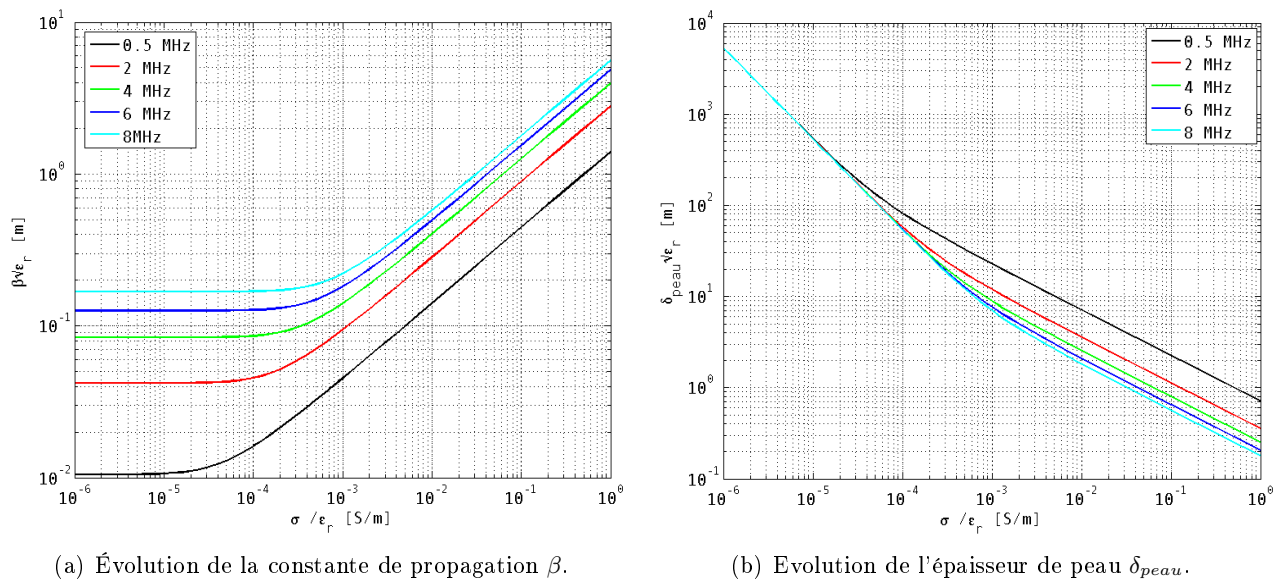 10^1
10^0
10^-1
10^-2
β√ε_r [m]
0.5 MHz
2 MHz
4 MHz
6 MHz
8MHz
10^-6 10^-5 10^-4 10^-3 10^-2 10^-1 10^0
σ /ε_r [S/m]
(a) Évolution de la constante de propagation β.
10^4
10^3
10^2
10^1
10^0
10^-1
δ_peau √ε_r [m]
0.5 MHz
2 MHz
4 MHz
6 MHz
8 MHz
10^-6 10^-5 10^-4 10^-3 10^-2 10^-1 10^0
σ /ε_r [S/m]
(b) Evolution de l'épaisseur de peau δ_peau.